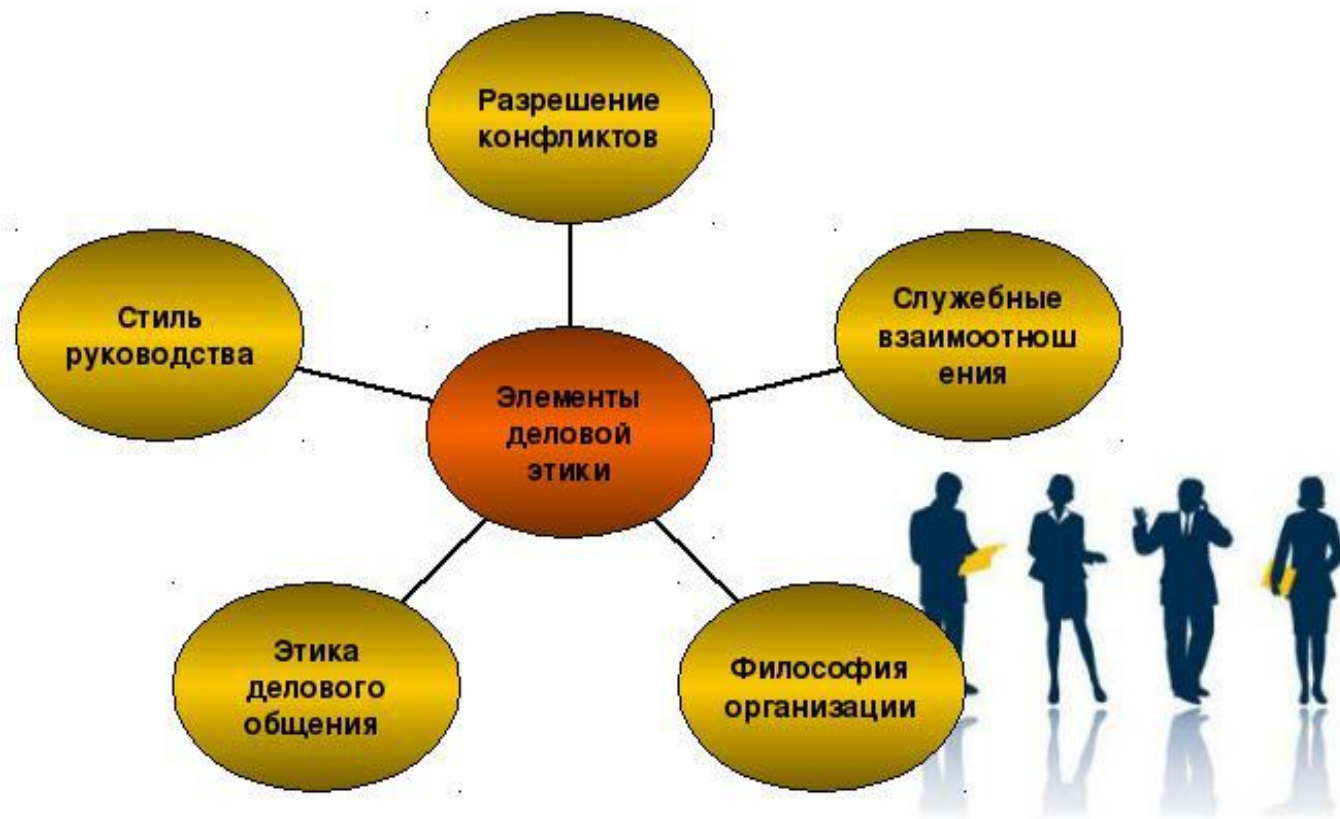 Разрешение
конфликтов
Стиль
руководства
Служебные
взаимоотнош
ения
Элементы
деловой
этики
Этика
делового
общения
Философия
организации